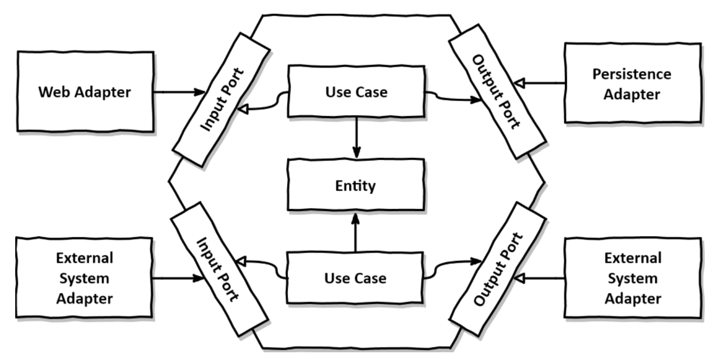 Web Adapter
Input Port
Use Case
Output Port
Persistence
Adapter
Entity
External
System
Adapter
Input Port
Use Case
Output Port
External
System
Adapter